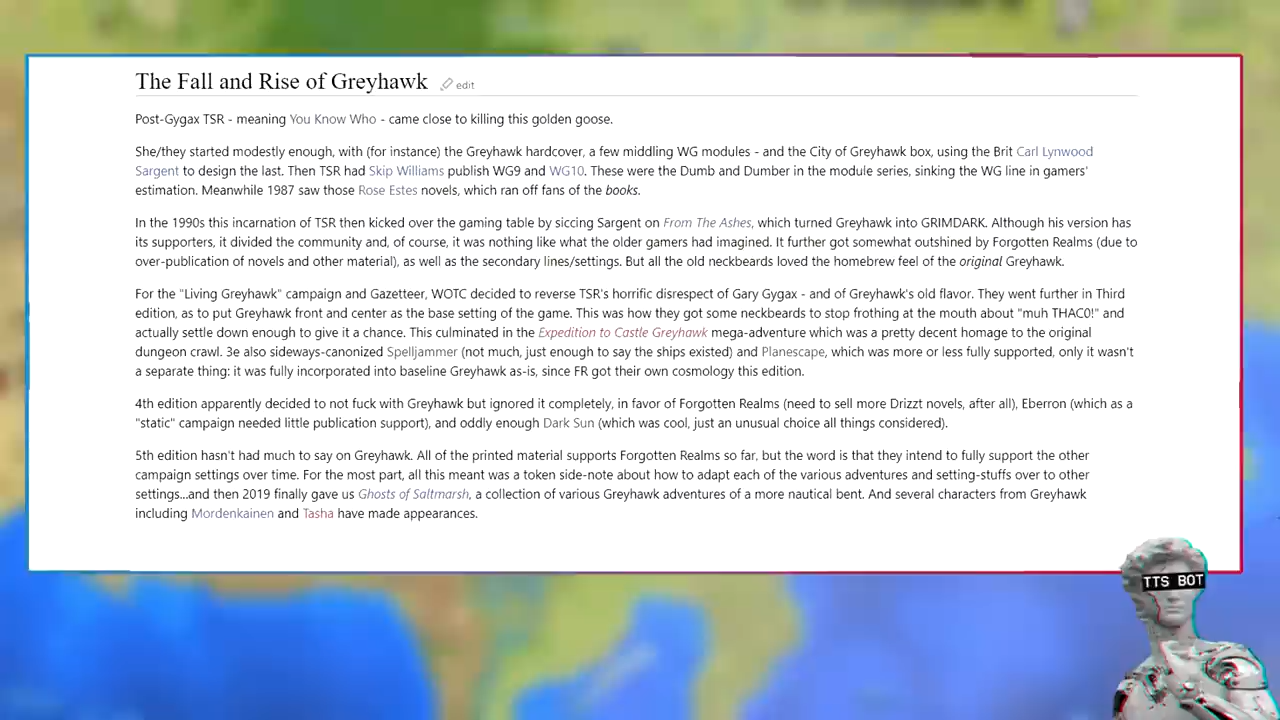 The Fall and Rise of Greyhawk edit
Post-Gygax TSR - meaning You Know Who - came close to killing this golden goose.
She/they started modestly enough, with (for instance) the Greyhawk hardcover, a few middling WG modules - and the City of Greyhawk box, using the Brit Carl Lynwood
Sargent to design the last. Then TSR had Skip Williams publish WG9 and WG10. These were the Dumb and Dumber in the module series, sinking the WG line in gamers'
estimation. Meanwhile 1987 saw those Rose Estes novels, which ran off fans of the books.
In the 1990s this incarnation of TSR then kicked over the gaming table by siccing Sargent on From The Ashes, which turned Greyhawk into GRIMDARK. Although his version has
its supporters, it divided the community and, of course, it was nothing like what the older gamers had imagined. It further got somewhat outshined by Forgotten Realms (due to
over-publication of novels and other material), as well as the secondary lines/settings. But all the old neckbeards loved the homebrew feel of the original Greyhawk.
For the "Living Greyhawk" campaign and Gazetteer, WOTC decided to reverse TSR's horrific disrespect of Gary Gygax - and of Greyhawk's old flavor. They went further in Third
edition, as to put Greyhawk front and center as the base setting of the game. This was how they got some neckbeards to stop frothing at the mouth about "muh THAC0!" and
actually settle down enough to give it a chance. This culminated in the Expedition to Castle Greyhawk mega-adventure which was a pretty decent homage to the original
dungeon crawl. 3e also sideways-canonized Spelljammer (not much, just enough to say the ships existed) and Planescape, which was more or less fully supported, only it wasn't
a separate thing: it was fully incorporated into baseline Greyhawk as-is, since FR got their own cosmology this edition.
4th edition apparently decided to not fuck with Greyhawk but ignored it completely, in favor of Forgotten Realms (need to sell more Drizzt novels, after all), Eberron (which as a
"static" campaign needed little publication support), and oddly enough Dark Sun (which was cool, just an unusual choice all things considered).
5th edition hasn't had much to say on Greyhawk. All of the printed material supports Forgotten Realms so far, but the word is that they intend to fully support the other
campaign settings over time. For the most part, all this meant was a token side-note about how to adapt each of the various adventures and setting-stuffs over to other
settings...and then 2019 finally gave us Ghosts of Saltmarsh, a collection of various Greyhawk adventures of a more nautical bent. And several characters from Greyhawk
including Mordenkainen and Tasha have made appearances.
TTS BOT